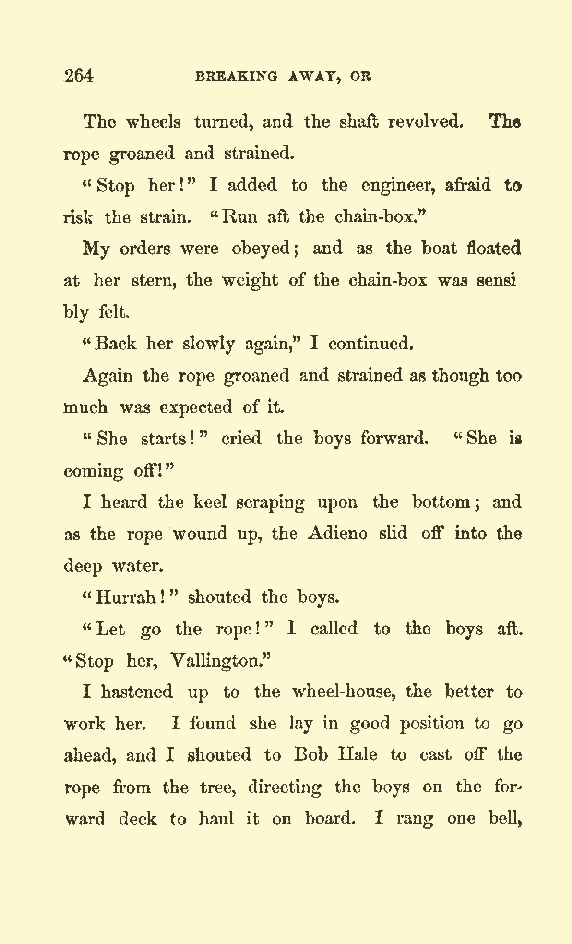 264 BREAKING AWAY, OR
The wheels turned, and the shaft revolved. The
rope groaned and strained.
"Stop her!" I added to the engineer, afraid to
risk the strain. "Run aft the chain-box."
My orders were obeyed; and as the boat floated
at her stern, the weight of the chain-box was sensi
bly felt.
"Back her slowly again," I continued.
Again the rope groaned and strained as though too
much was expected of it.
"She starts!" cried the boys forward. "She is
coming off!"
I heard the keel scraping upon the bottom; and
as the rope wound up, the Adieno slid off into the
deep water.
"Hurrah!" shouted the boys.
"Let go the rope!" I called to the boys aft.
"Stop her, Vallington."
I hastened up to the wheel-house, the better to
work her. I found she lay in good position to go
ahead, and I shouted to Bob Hale to cast off the
rope from the tree, directing the boys on the for-
ward deck to haul it on board. I rang one bell,